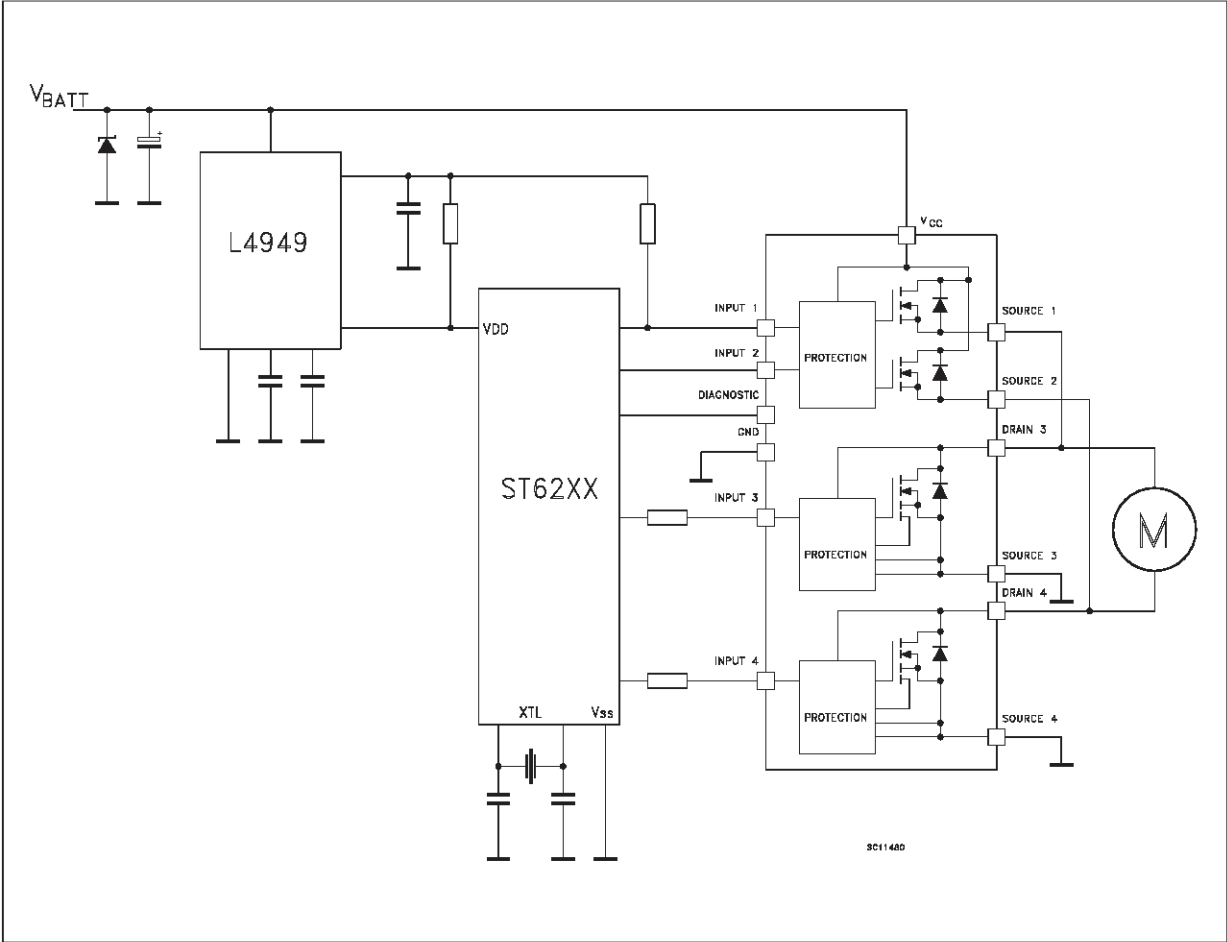 VBATT
L4949
VCC
VDD
INPUT 1
SOURCE 1
INPUT 2
PROTECTION
SOURCE 2
DIAGNOSTIC
GND
DRAIN 3
ST62XX
INPUT 3
PROTECTION
M
SOURCE 3
DRAIN 4
INPUT 4
XTL
VSS
PROTECTION
SOURCE 4
SC11480